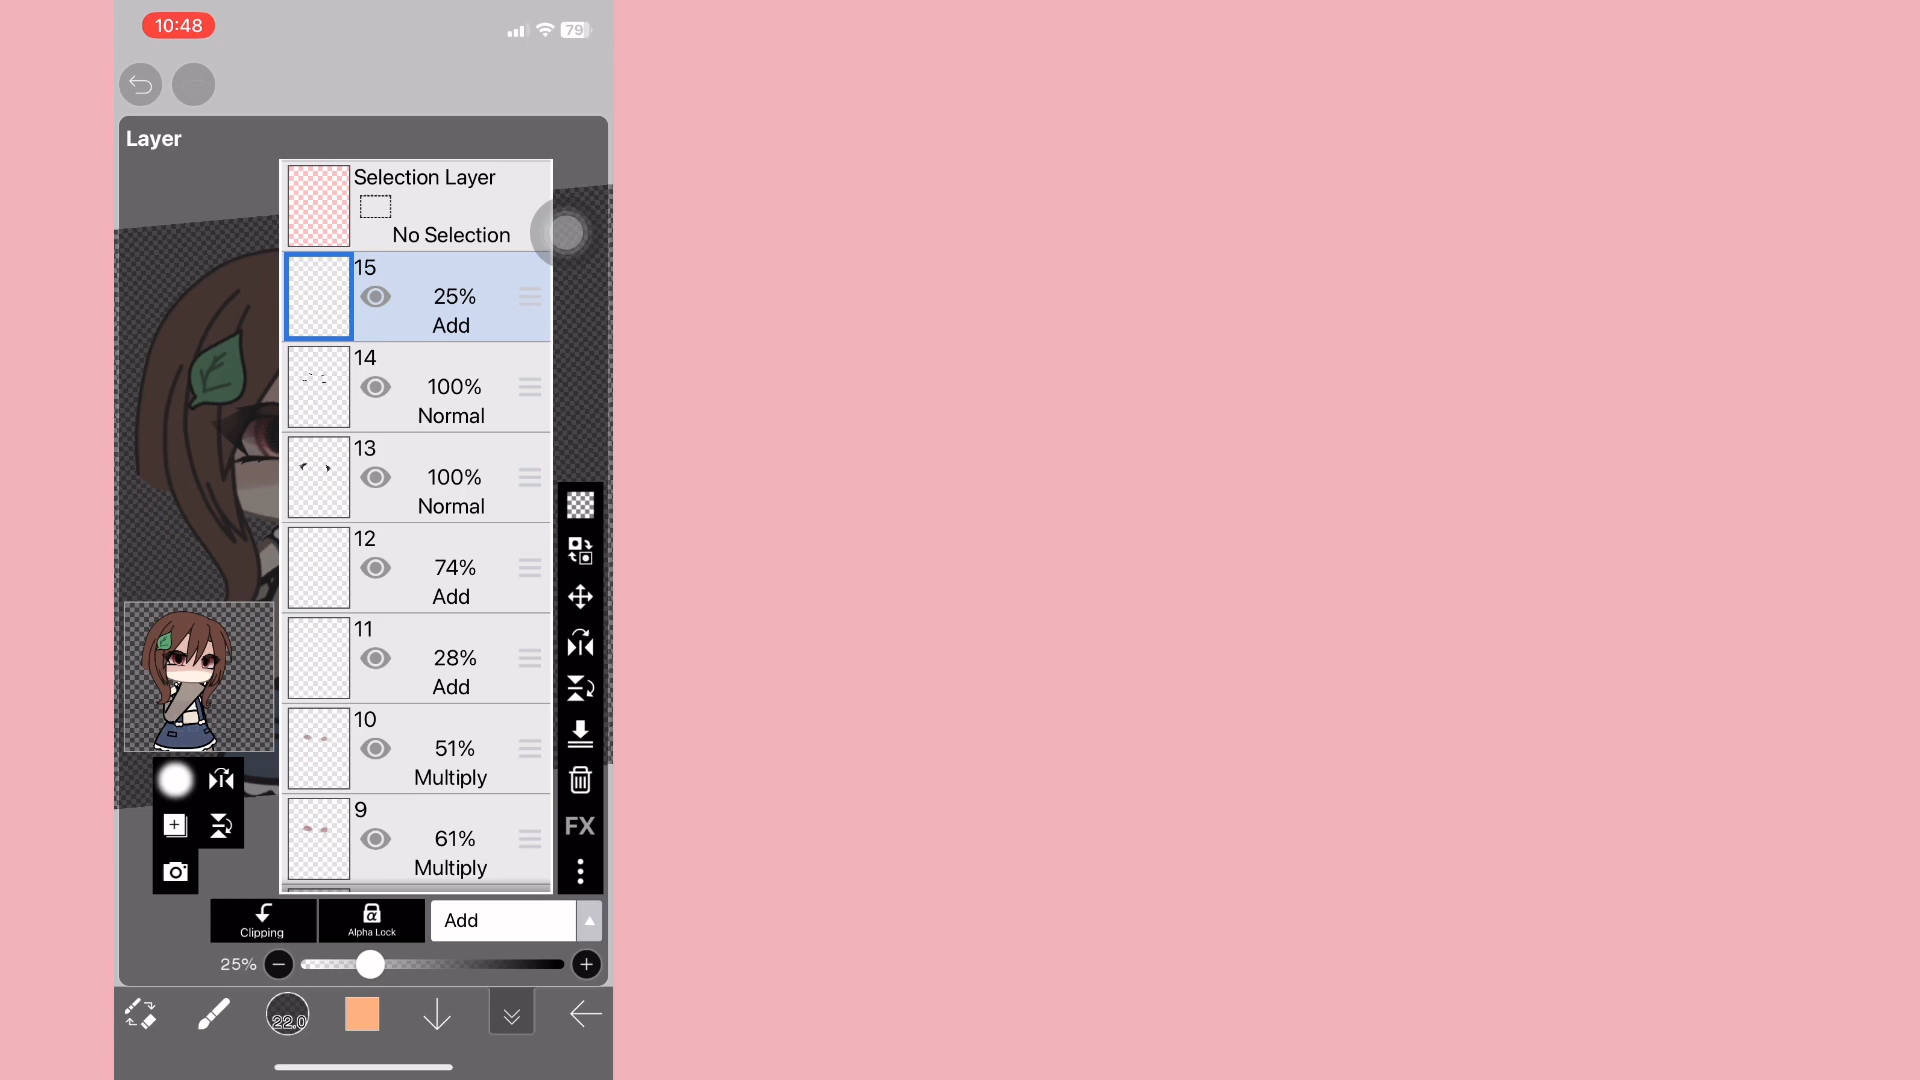 10:48
79
Layer
Selection Layer
No Selection
15
25%
Add
14
100%
Normal
13
100%
Normal
12
74%
Add
11
28%
Add
10
51%
Multiply
9
61%
Multiply
FX
Clipping
α
Alpha Lock
Add
25%
22.0